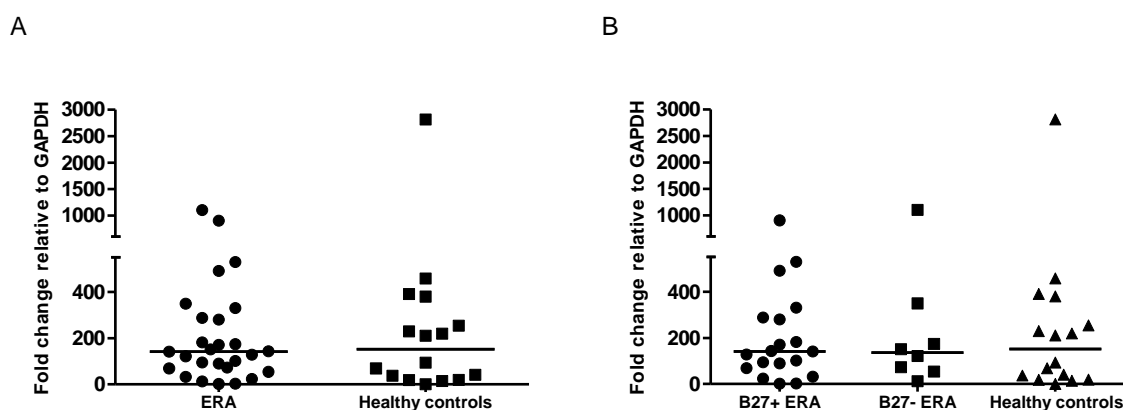 A
Fold change relative to GAPDH
3000
2500
2000
1500
1000
400
200
0
ERA
Healthy controls
B
Fold change relative to GAPDH
3000
2500
2000
1500
1000
400
200
0
B27+ ERA
B27- ERA
Healthy controls